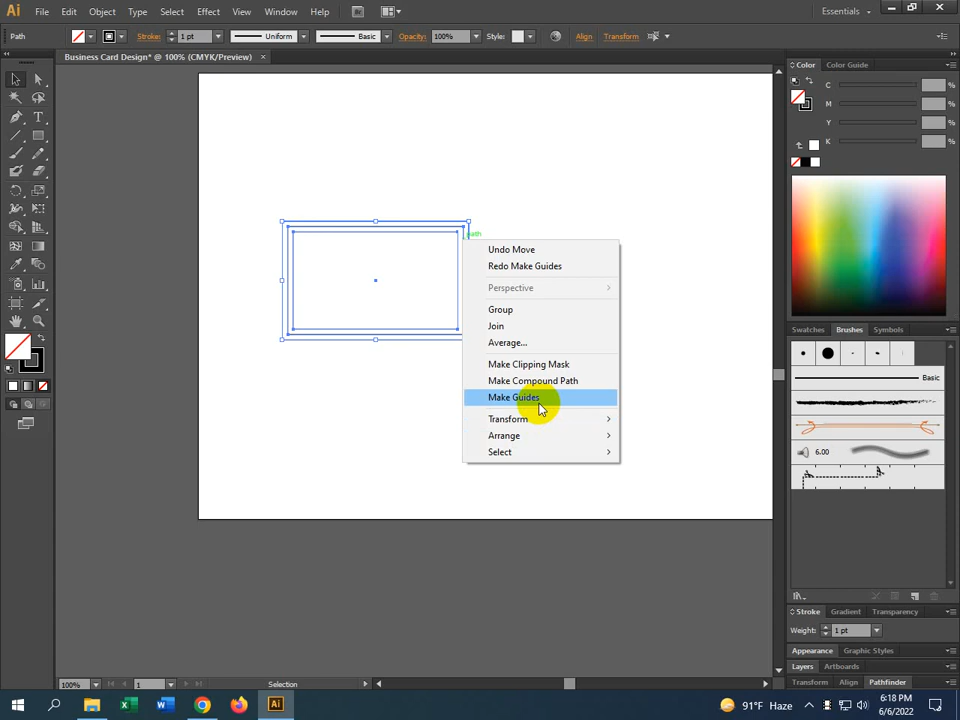 Ai File Edit Object Type Select Effect View Window Help Br Essentials
Path Stroke: 1 pt Uniform Basic Opacity: 100% Style: Align Transform
Business Card Design* @ 100% (CMYK/Preview) ×
path
Undo Move
Redo Make Guides
Perspective
Group
Join
Average...
Make Clipping Mask
Make Compound Path
Make Guides
Transform
Arrange
Select
Color Color Guide
C %
M %
Y %
K %
Swatches Brushes Symbols
Basic
6.00
Stroke Gradient Transparency
Weight: 1 pt
Appearance Graphic Styles
Layers Artboards
Transform Align Pathfinder
100% 1 Selection
91°F Haze
6:18 PM
6/6/2022